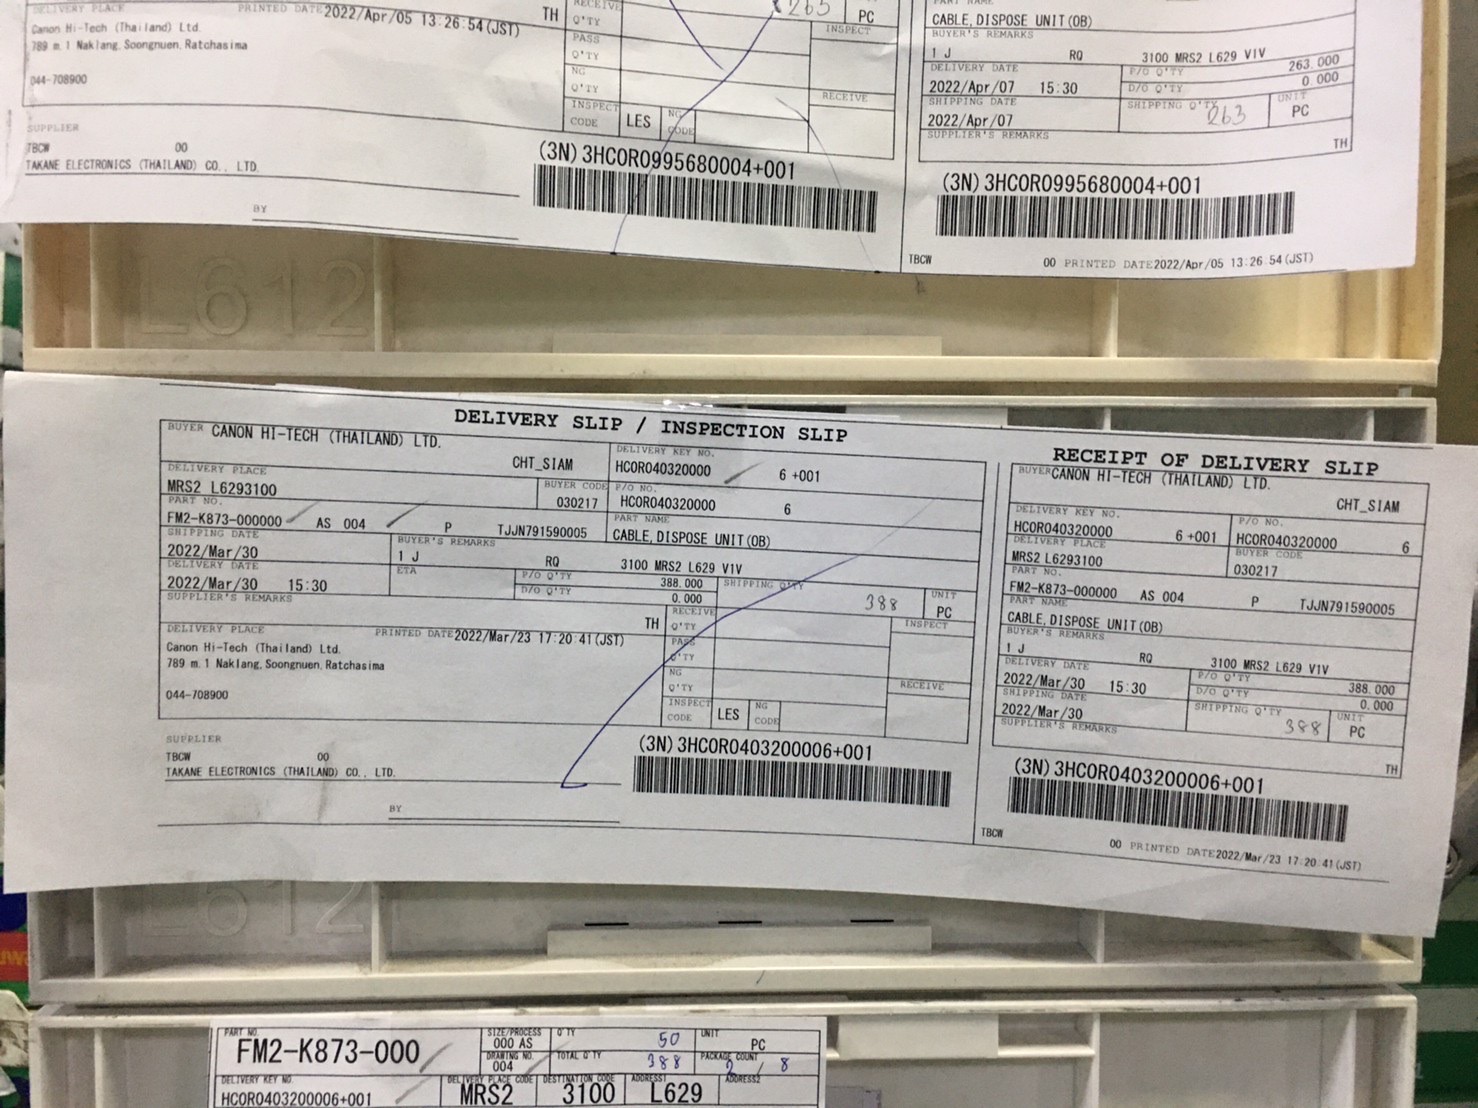 DELIVERY PLACE PRINTED DATE 2022/Apr/05 13:26:54 (JST) TH
Canon Hi-Tech (Thailand) Ltd.
789 m.1 Naklang, Soongnuen, Ratchasima
044-708900
SUPPLIER
TBCW 00
TAKANE ELECTRONICS (THAILAND) CO., LTD.
BY
RECEIVE
Q'TY
PASS
Q'TY
NG
Q'TY
INSPECT
CODE LES NG
CODE
263 PC
INSPECT
RECEIVE
(3N) 3HC0R0995680004+001
PART NAME
CABLE, DISPOSE UNIT(OB)
BUYER'S REMARKS
1 J RQ 3100 MRS2 L629 V1V
DELIVERY DATE P/O Q'TY 263.000
2022/Apr/07 15:30 D/O Q'TY 0.000
SHIPPING DATE SHIPPING Q'TY 263 UNIT
2022/Apr/07 PC
SUPPLIER'S REMARKS TH
(3N) 3HC0R0995680004+001
TBCW 00 PRINTED DATE 2022/Apr/05 13:26:54 (JST)
L612
DELIVERY SLIP / INSPECTION SLIP
BUYER CANON HI-TECH (THAILAND) LTD.
CHT_SIAM
DELIVERY KEY NO.
HC0R040320000 6 +001
DELIVERY PLACE
MRS2 L6293100
BUYER CODE
030217
P/O NO.
HC0R040320000 6
PART NO.
FM2-K873-000000 AS 004 P TJJN791590005
PART NAME
CABLE, DISPOSE UNIT(OB)
SHIPPING DATE
2022/Mar/30
BUYER'S REMARKS
1 J RQ 3100 MRS2 L629 V1V
DELIVERY DATE
2022/Mar/30 15:30
ETA
P/O Q'TY 388.000
D/O Q'TY 0.000
SHIPPING Q'TY 388
UNIT
PC
SUPPLIER'S REMARKS
TH
DELIVERY PLACE PRINTED DATE 2022/Mar/23 17:20:41 (JST)
Canon Hi-Tech (Thailand) Ltd.
789 m.1 Naklang, Soongnuen, Ratchasima
044-708900
RECEIVE
Q'TY
PASS
Q'TY
NG
Q'TY
INSPECT
CODE LES NG
CODE
INSPECT
RECEIVE
SUPPLIER
TBCW 00
TAKANE ELECTRONICS (THAILAND) CO., LTD.
BY
(3N) 3HC0R0403200006+001
RECEIPT OF DELIVERY SLIP
BUYER CANON HI-TECH (THAILAND) LTD.
CHT_SIAM
DELIVERY KEY NO.
HC0R040320000 6 +001
P/O NO.
HC0R040320000 6
DELIVERY PLACE
MRS2 L6293100
BUYER CODE
030217
PART NO.
FM2-K873-000000 AS 004 P TJJN791590005
PART NAME
CABLE, DISPOSE UNIT(OB)
BUYER'S REMARKS
1 J RQ 3100 MRS2 L629 V1V
DELIVERY DATE P/O Q'TY 388.000
2022/Mar/30 15:30 D/O Q'TY 0.000
SHIPPING DATE SHIPPING Q'TY 388 UNIT
2022/Mar/30 PC
SUPPLIER'S REMARKS
TH
(3N) 3HC0R0403200006+001
TBCW 00 PRINTED DATE 2022/Mar/23 17:20:41 (JST)
L612
PART NO.
FM2-K873-000
SIZE/PROCESS
000 AS
Q'TY 50
UNIT
PC
DRAWING NO.
004
TOTAL Q'TY 388
PACKAGE COUNT
2 / 8
DELIVERY KEY NO.
HC0R0403200006+001
DELIVERY PLACE CODE
MRS2
DESTINATION CODE
3100
ADDRESS1
L629
ADDRESS2